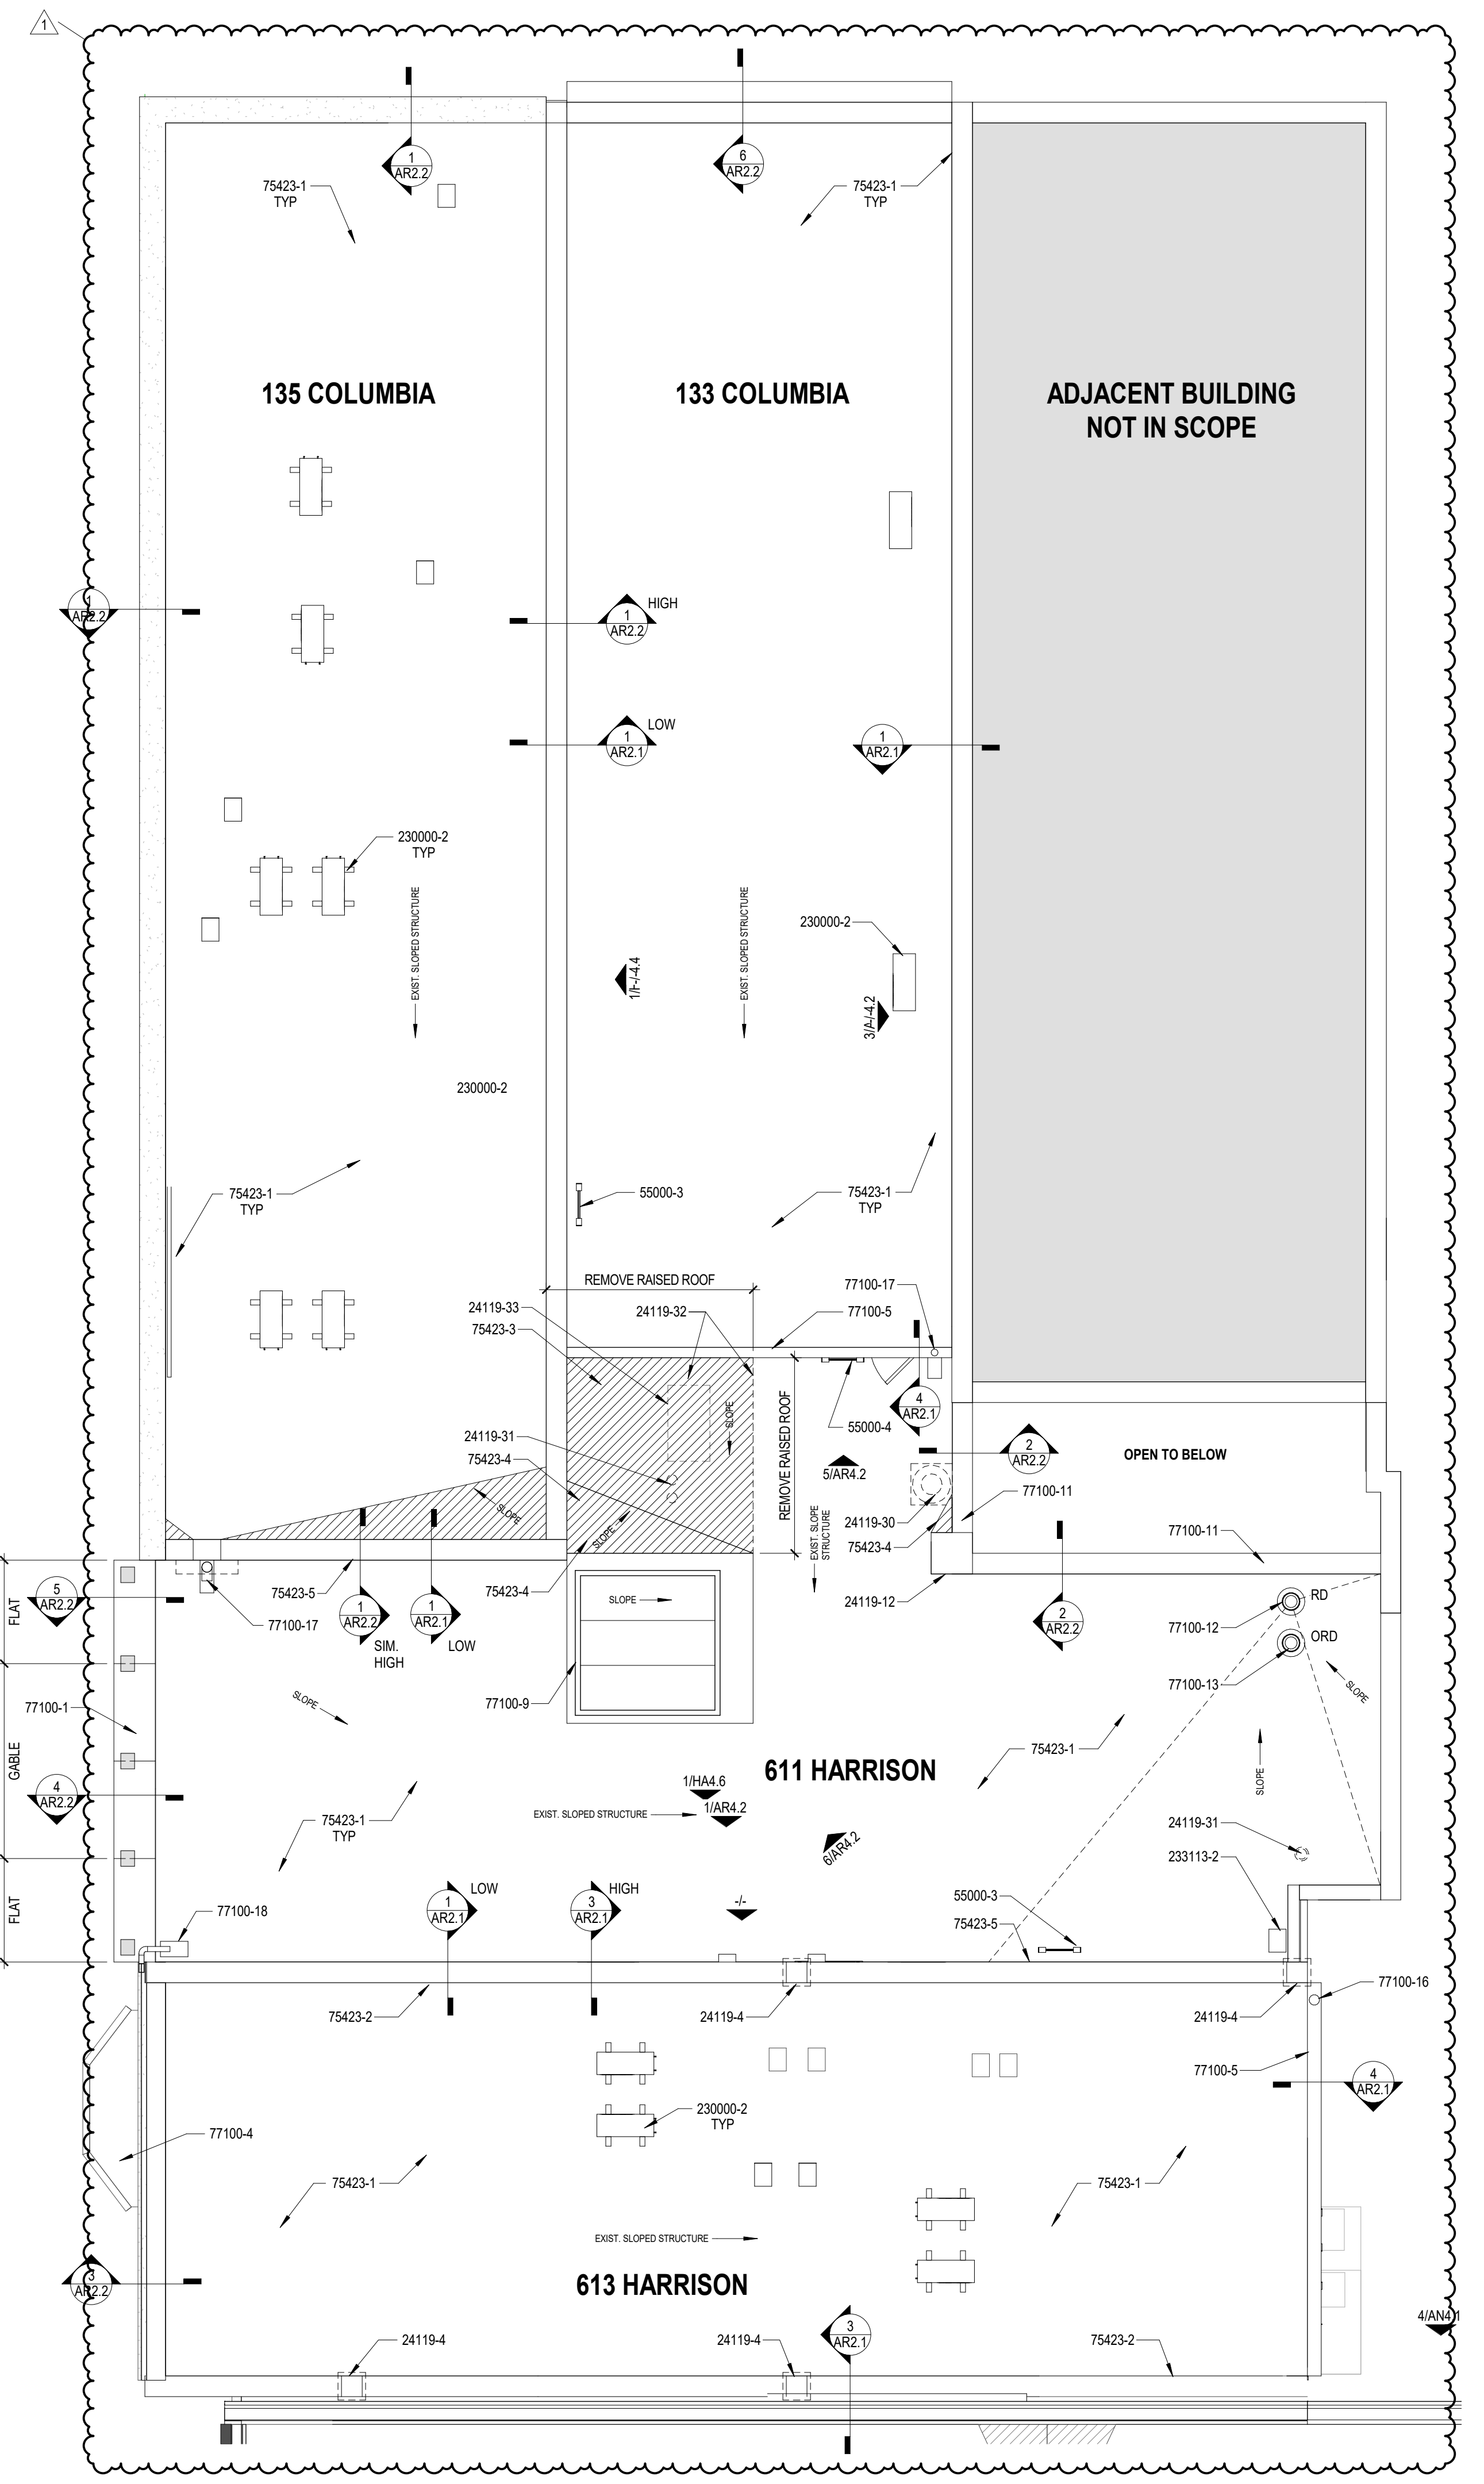 1
1
AR2.2
6
AR2.2
75423-1
TYP
75423-1
TYP
135 COLUMBIA
133 COLUMBIA
ADJACENT BUILDING
NOT IN SCOPE
1
AR2.2
HIGH
1
AR2.2
LOW
1
AR2.1
1
AR2.1
230000-2
TYP
EXIST. SLOPED STRUCTURE
EXIST. SLOPED STRUCTURE
230000-2
3/A-/-4.2
230000-2
75423-1
TYP
55000-3
75423-1
TYP
REMOVE RAISED ROOF
77100-17
24119-33
24119-32
77100-5
75423-3
REMOVE RAISED ROOF
SLOPE
4
AR2.1
55000-4
24119-31
75423-4
5/AR4.2
2
AR2.2
OPEN TO BELOW
77100-11
SLOPE
SLOPE
EXIST. SLOPE
STRUCTURE
24119-30
75423-4
77100-11
5
AR2.2
FLAT
75423-5
75423-4
SLOPE
24119-12
RD
77100-12
ORD
77100-17
1
AR2.2
SIM.
HIGH
1
AR2.1
LOW
2
AR2.2
77100-13
SLOPE
SLOPE
77100-1
77100-9
75423-1
GABLE
611 HARRISON
SLOPE
4
AR2.2
1/HA4.6
1/AR4.2
EXIST. SLOPED STRUCTURE
75423-1
TYP
6/AR4.2
24119-31
233113-2
FLAT
77100-18
LOW
1
AR2.1
HIGH
3
AR2.1
-/-
55000-3
75423-5
77100-16
75423-2
24119-4
24119-4
77100-5
4
AR2.1
230000-2
TYP
77100-4
75423-1
75423-1
EXIST. SLOPED STRUCTURE
613 HARRISON
3
AR2.2
4/AN4.1
24119-4
24119-4
3
AR2.1
75423-2